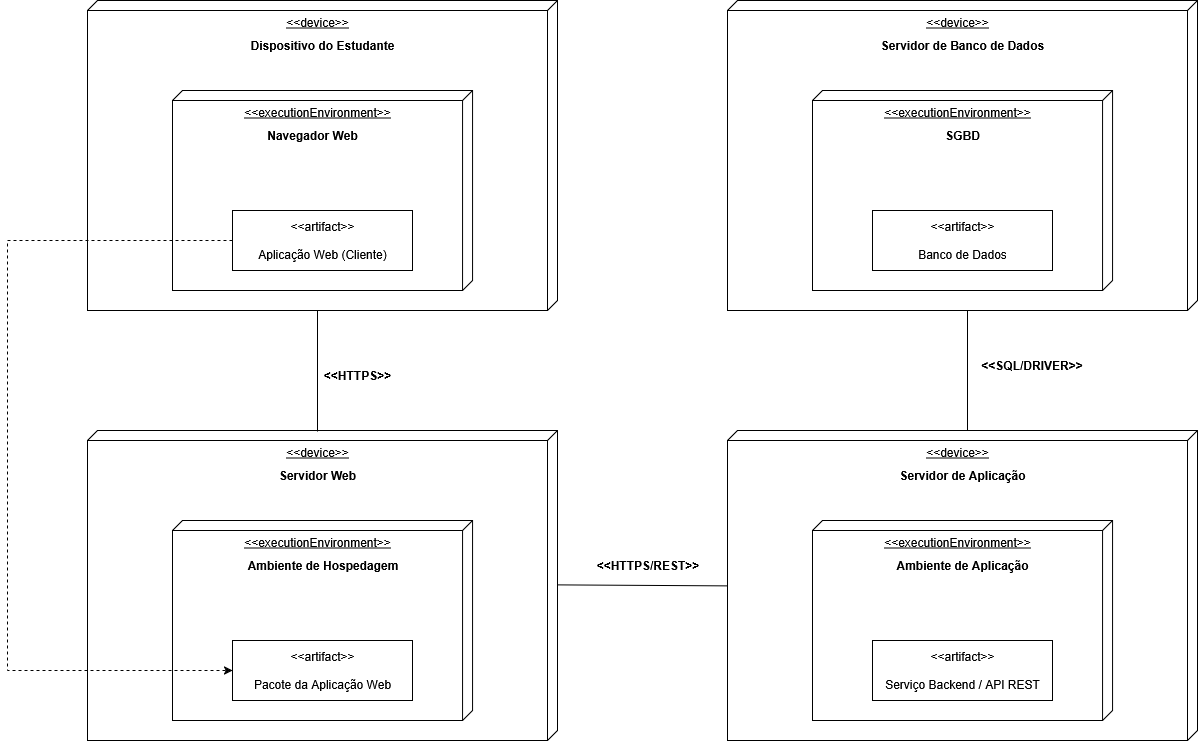 <<device>>
Dispositivo do Estudante
<<executionEnvironment>>
Navegador Web
<<artifact>>
Aplicação Web (Cliente)
<<device>>
Servidor de Banco de Dados
<<executionEnvironment>>
SGBD
<<artifact>>
Banco de Dados
<<HTTPS>>
<<SQL/DRIVER>>
<<device>>
Servidor Web
<<executionEnvironment>>
Ambiente de Hospedagem
<<artifact>>
Pacote da Aplicação Web
<<HTTPS/REST>>
<<device>>
Servidor de Aplicação
<<executionEnvironment>>
Ambiente de Aplicação
<<artifact>>
Serviço Backend / API REST